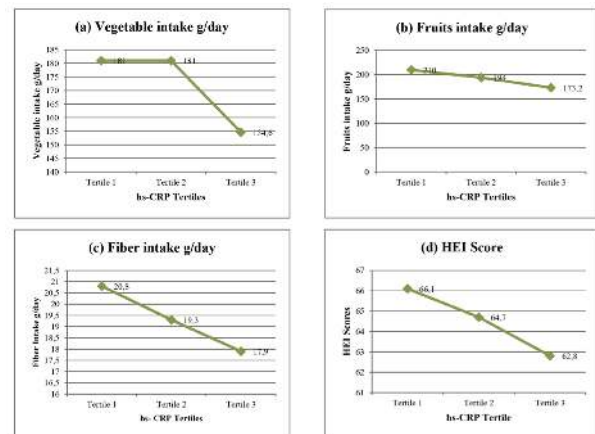 (a) Vegetable intake g/day
Vegetable intake g/day
185
180
175
170
165
160
155
150
145
140
181
181
154,6
Tertile 1 Tertile 2 Tertile 3
hs-CRP Tertiles
(b) Fruits intake g/day
Fruits intake g/day
250
200
150
100
50
0
210
194
173,2
Tertile 1 Tertile 2 Tertile 3
hs-CRP Tertiles
(c) Fiber intake g/day
Fiber Intake g/day
21,5
21
20,5
20
19,5
19
18,5
18
17,5
17
16,5
16
20,8
19,3
17,9
Tertile 1 Tertile 2 Tertile 3
hs- CRP Tertiles
(d) HEI Score
HEI Scores
67
66
65
64
63
62
61
66,1
64,7
62,8
Tertile 1 Tertile 2 Tertile 3
hs-CRP Tertile